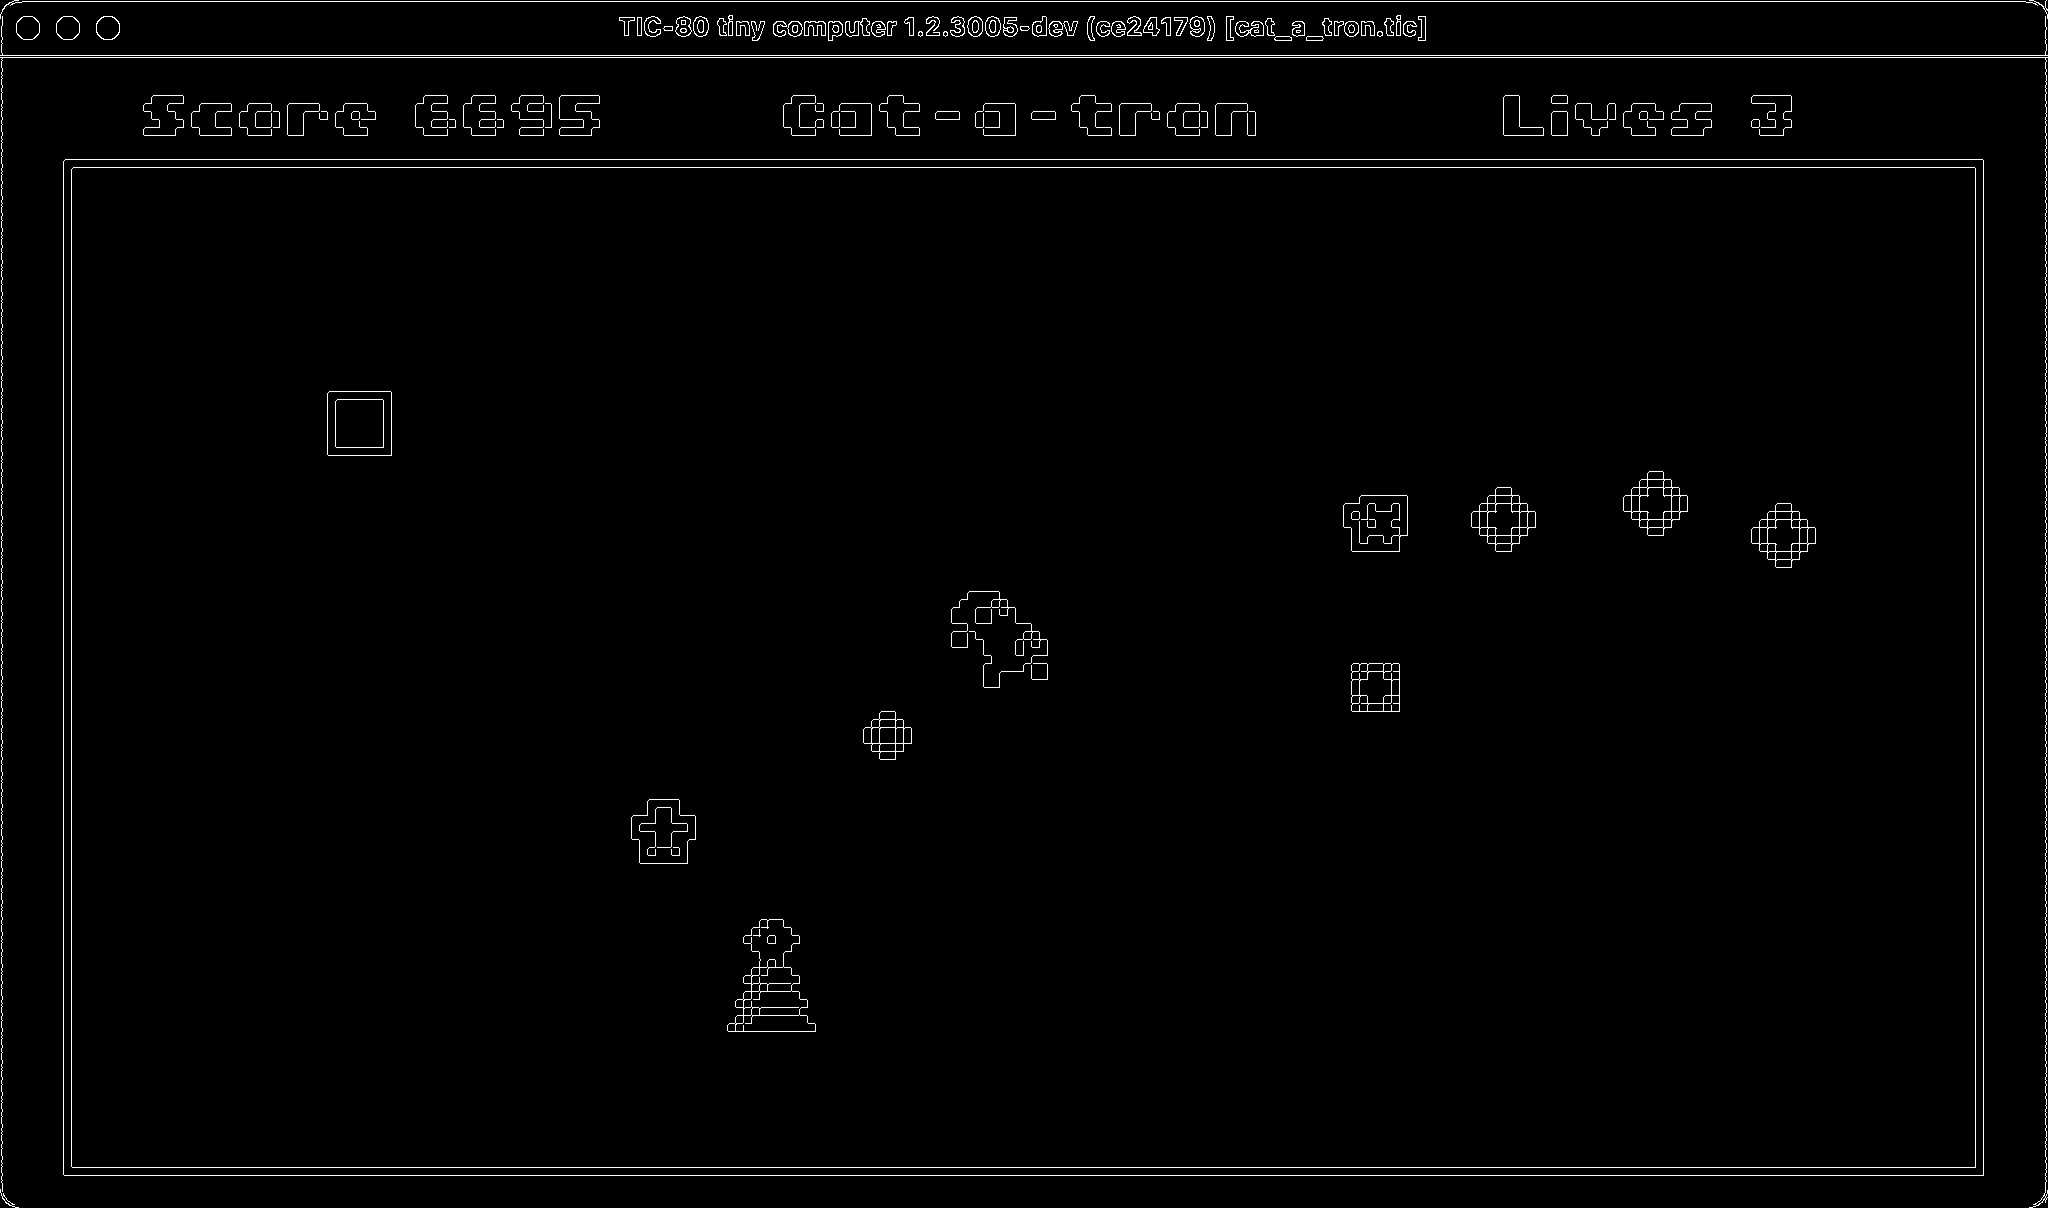 TIC-80 tiny computer 1.2.3005-dev (ce24179) [cat_a_tron.tic]
Score 6695 Cat-a-tron Lives 3